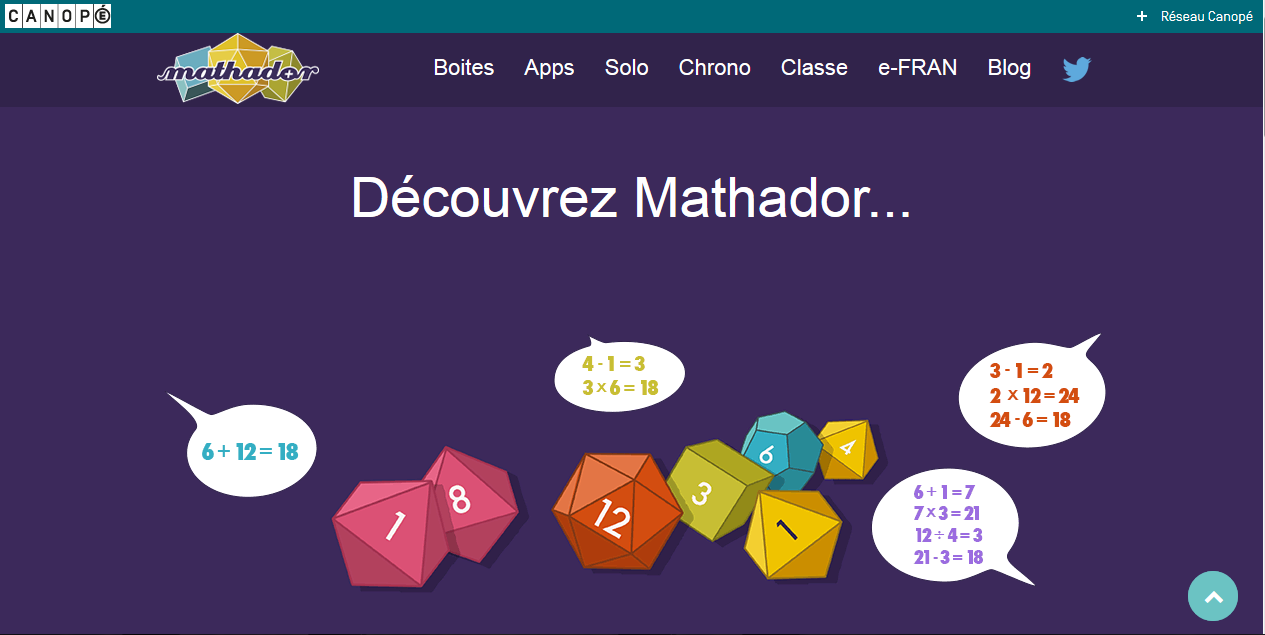 CANOPÉ
+ Réseau Canopé
mathador
Boites Apps Solo Chrono Classe e-FRAN Blog
Découvrez Mathador...
6 + 12 = 18
4 - 1 = 3
3 x 6 = 18
3 - 1 = 2
2 x 12 = 24
24 - 6 = 18
6 + 1 = 7
7 x 3 = 21
12 ÷ 4 = 3
21 - 3 = 18
1
8
12
3
6
4
1